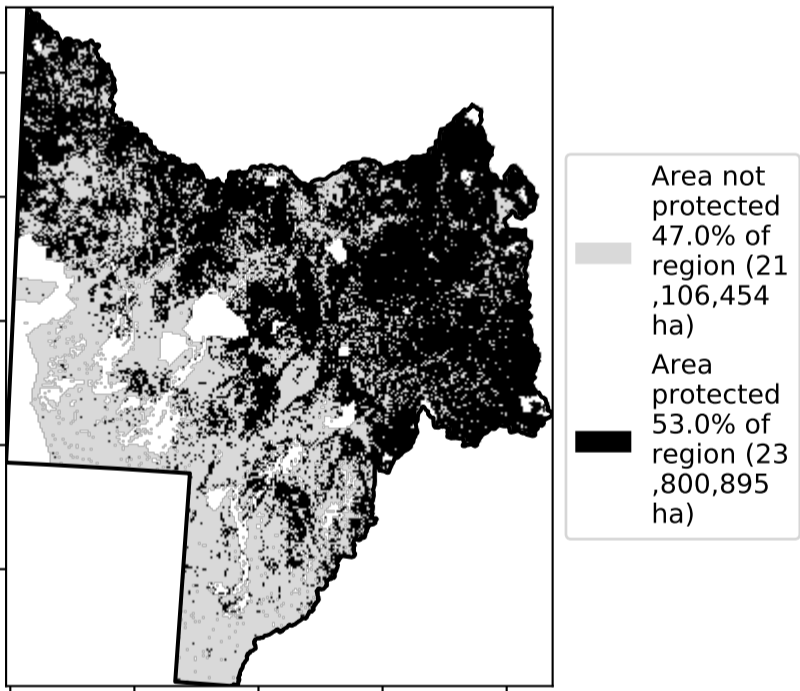 Area not
protected
47.0% of
region (21
,106,454
ha)
Area
protected
53.0% of
region (23
,800,895
ha)